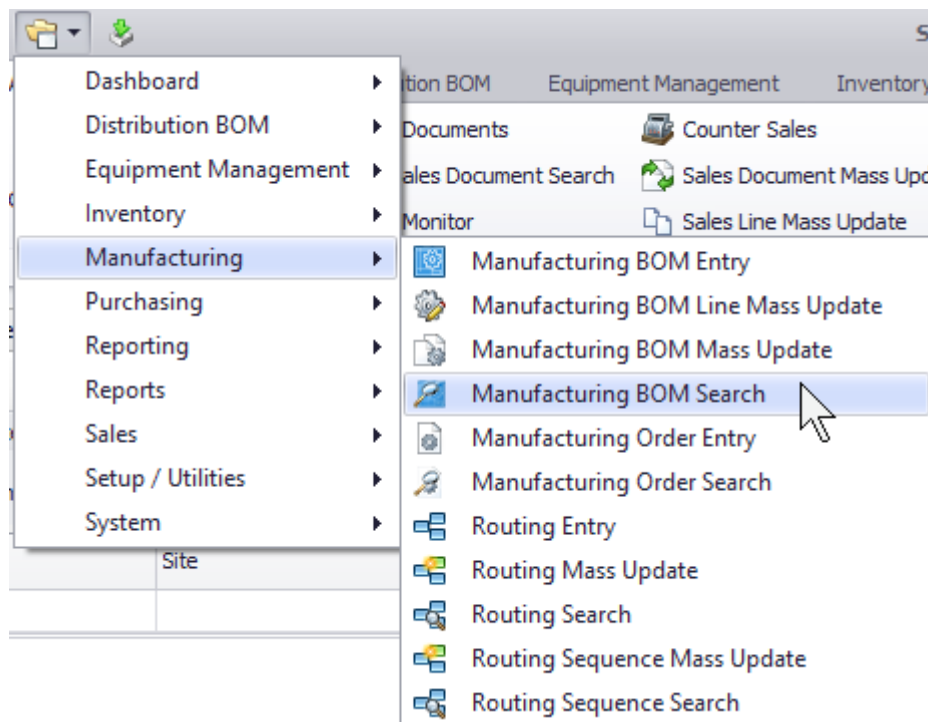 S
Dashboard
Distribution BOM
Equipment Management
Inventory
Manufacturing
Purchasing
Reporting
Reports
Sales
Setup / Utilities
System
BOM Equipment Management Inventory
Documents Counter Sales
Document Search Sales Document Mass
Monitor Sales Line Mass Update
Manufacturing BOM Entry
Manufacturing BOM Line Mass Update
Manufacturing BOM Mass Update
Manufacturing BOM Search
Manufacturing Order Entry
Manufacturing Order Search
Routing Entry
Routing Mass Update
Routing Search
Routing Sequence Mass Update
Routing Sequence Search
Site